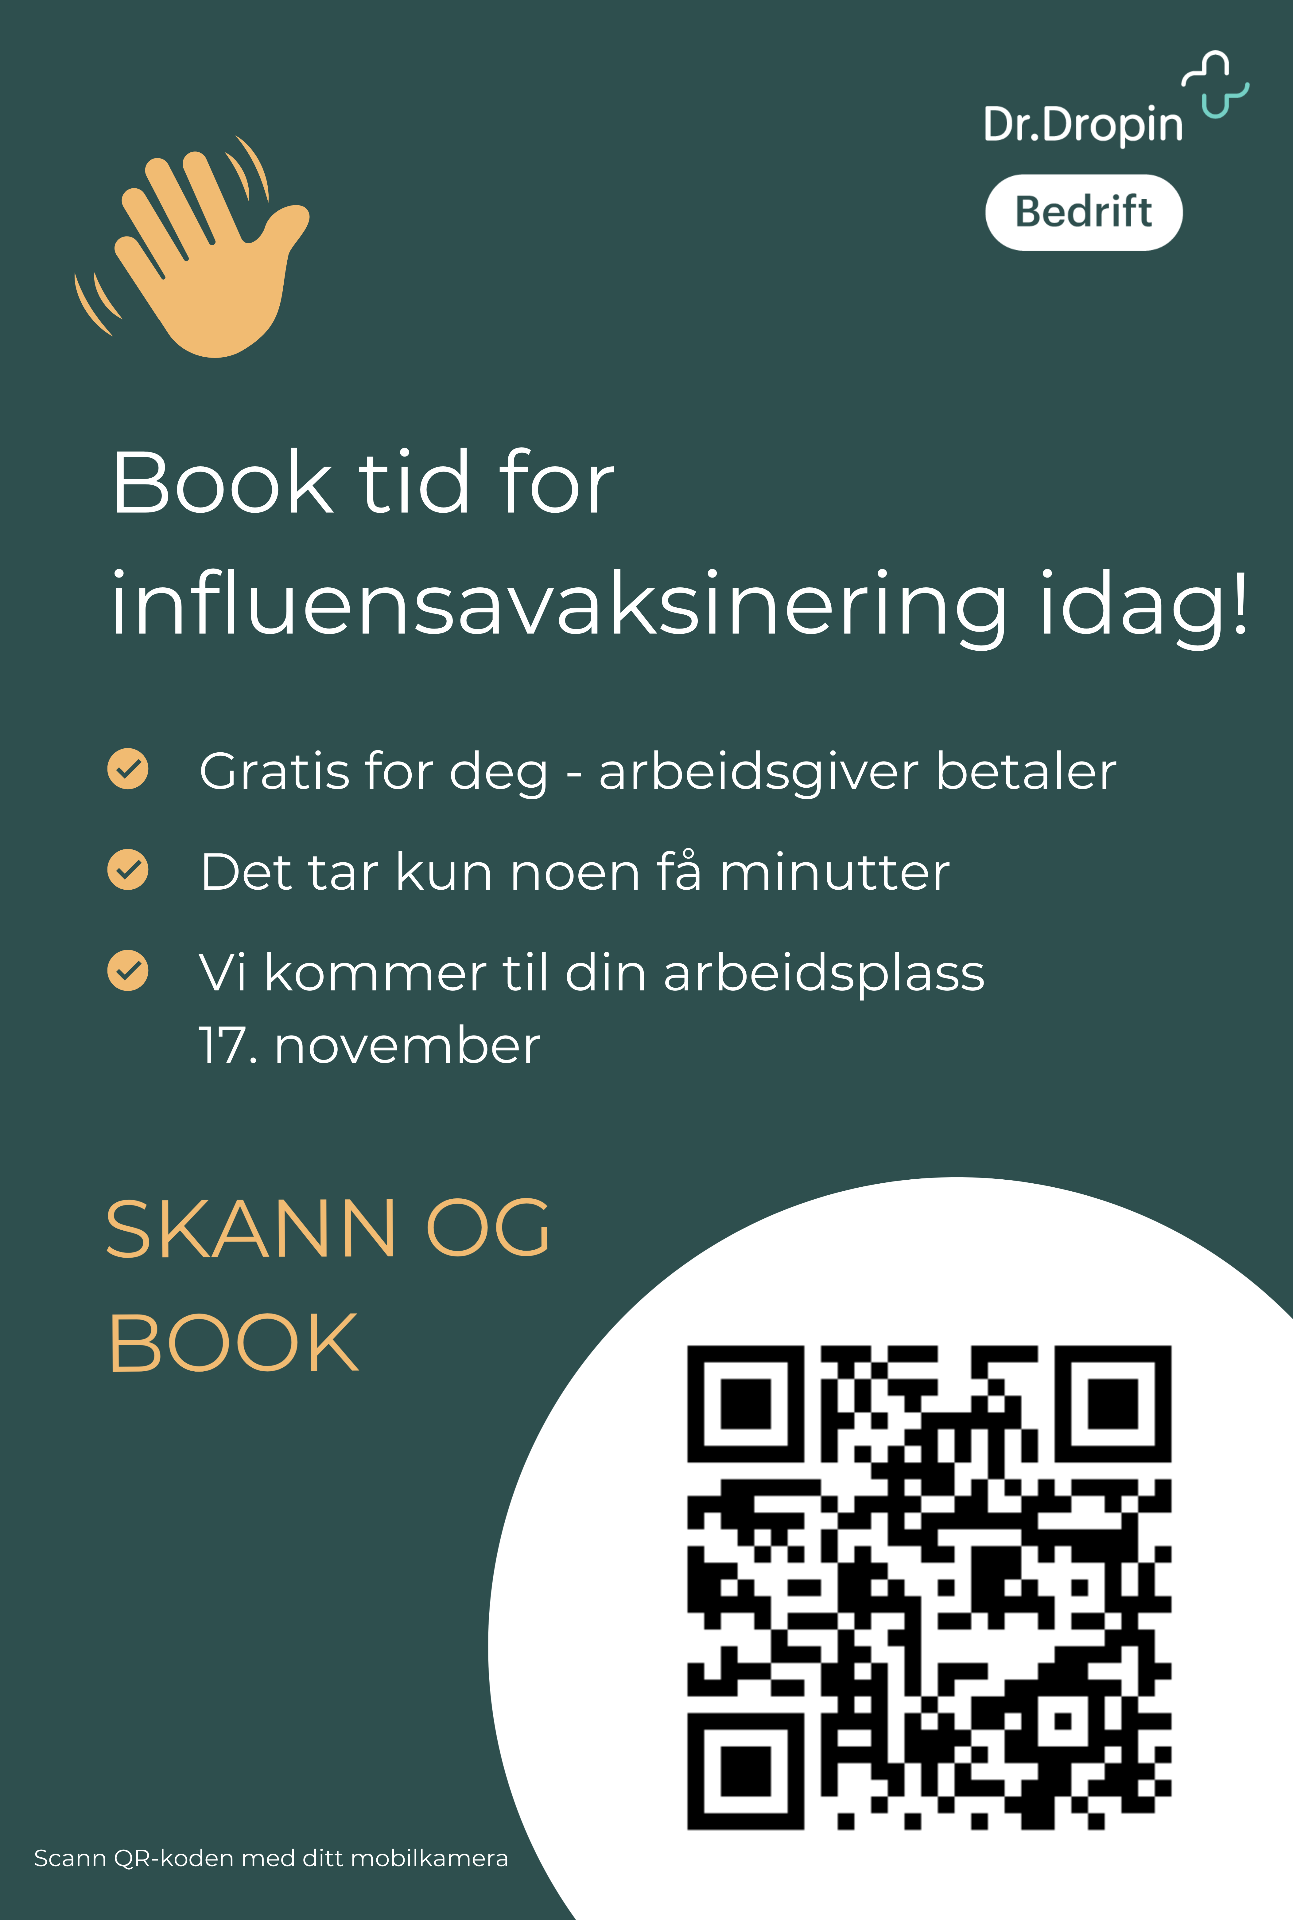 Dr.Dropin
Bedrift
Book tid for
influensavaksinering idag!
Gratis for deg - arbeidsgiver betaler
Det tar kun noen få minutter
Vi kommer til din arbeidsplass
17. november
SKANN OG
BOOK
Scann QR-koden med ditt mobilkamera